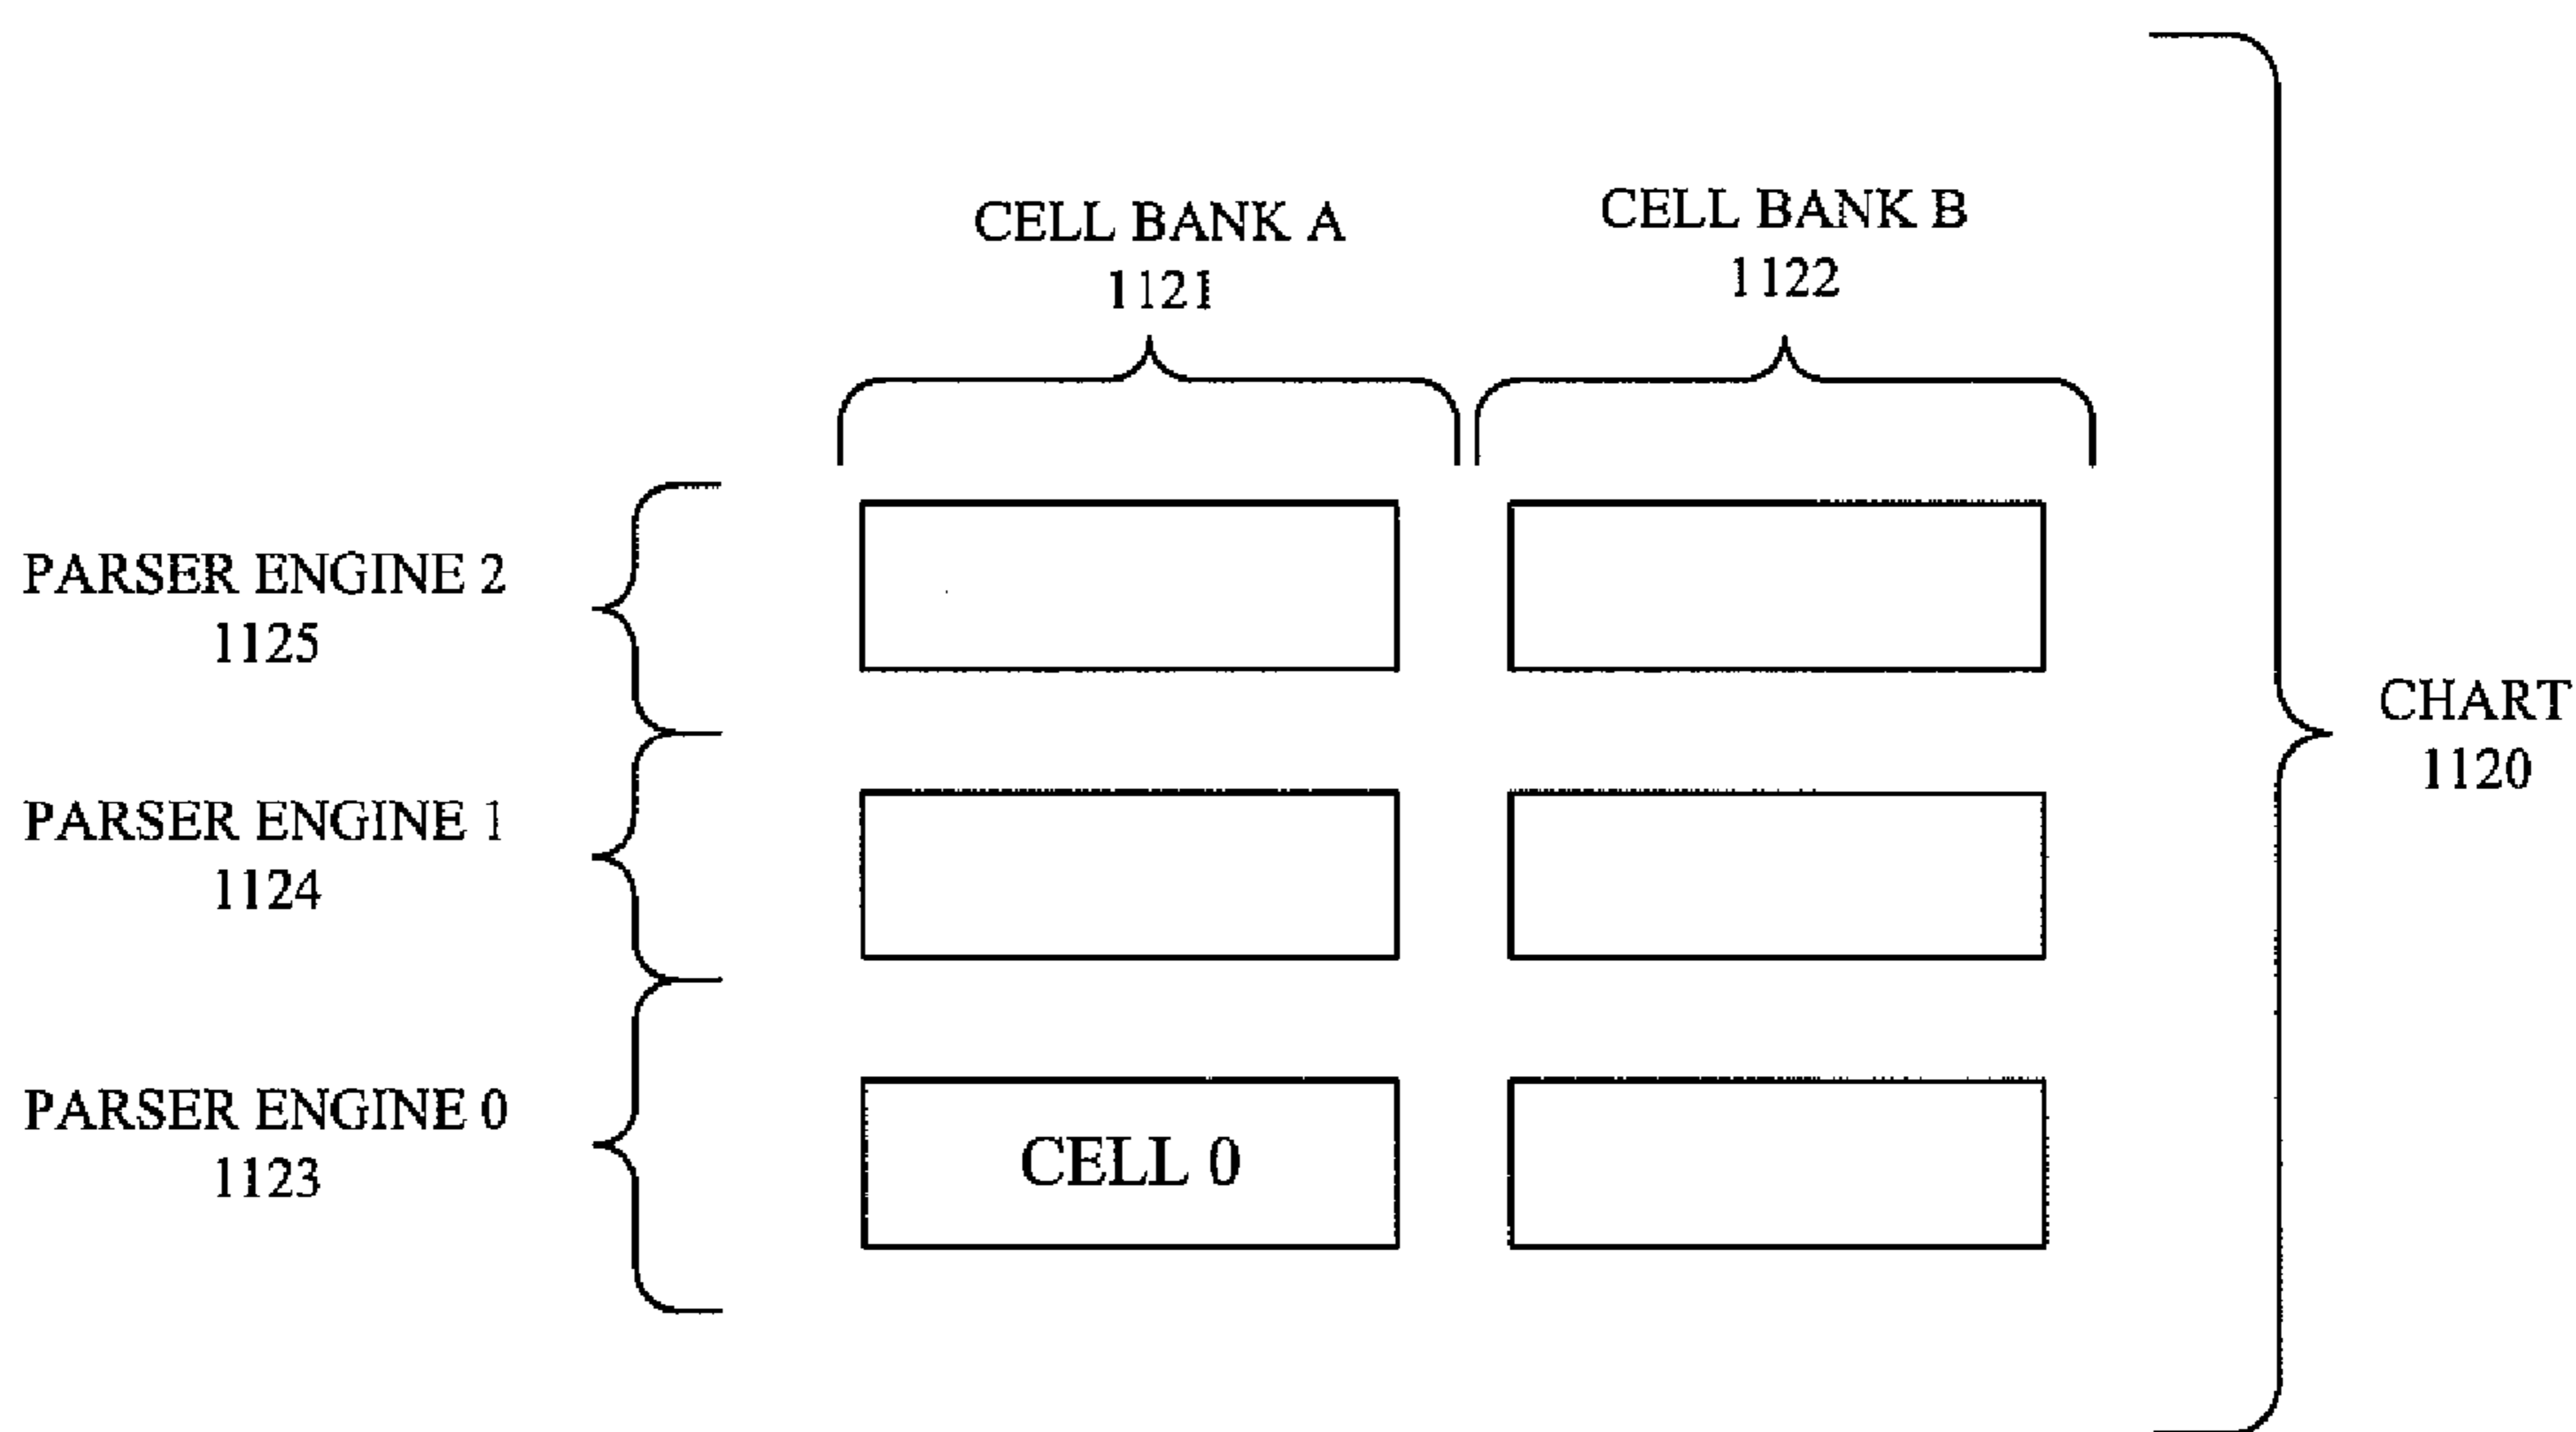 CELL BANK A
1121
CELL BANK B
1122
PARSER ENGINE 2
1125
PARSER ENGINE 1
1124
PARSER ENGINE 0
1123
CELL 0
CHART
1120